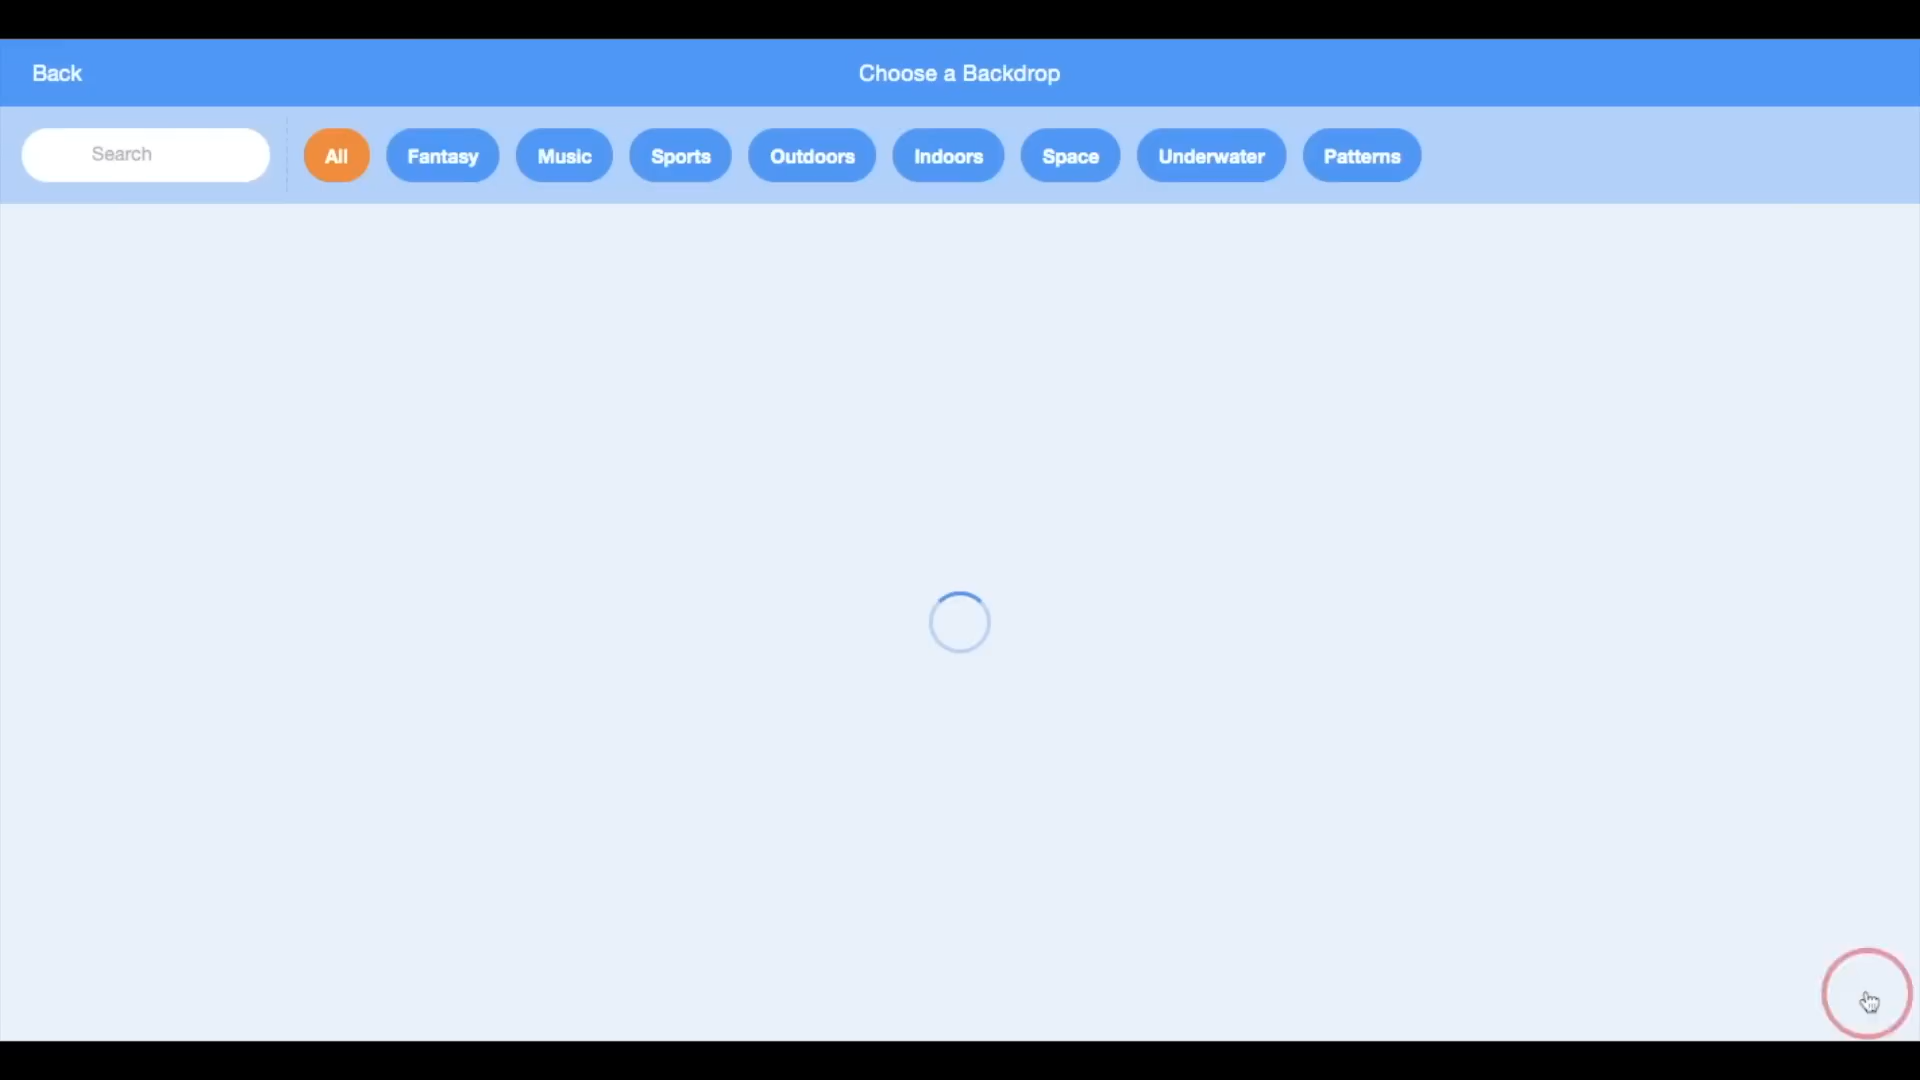 Back
Choose a Backdrop
Search
All
Fantasy
Music
Sports
Outdoors
Indoors
Space
Underwater
Patterns